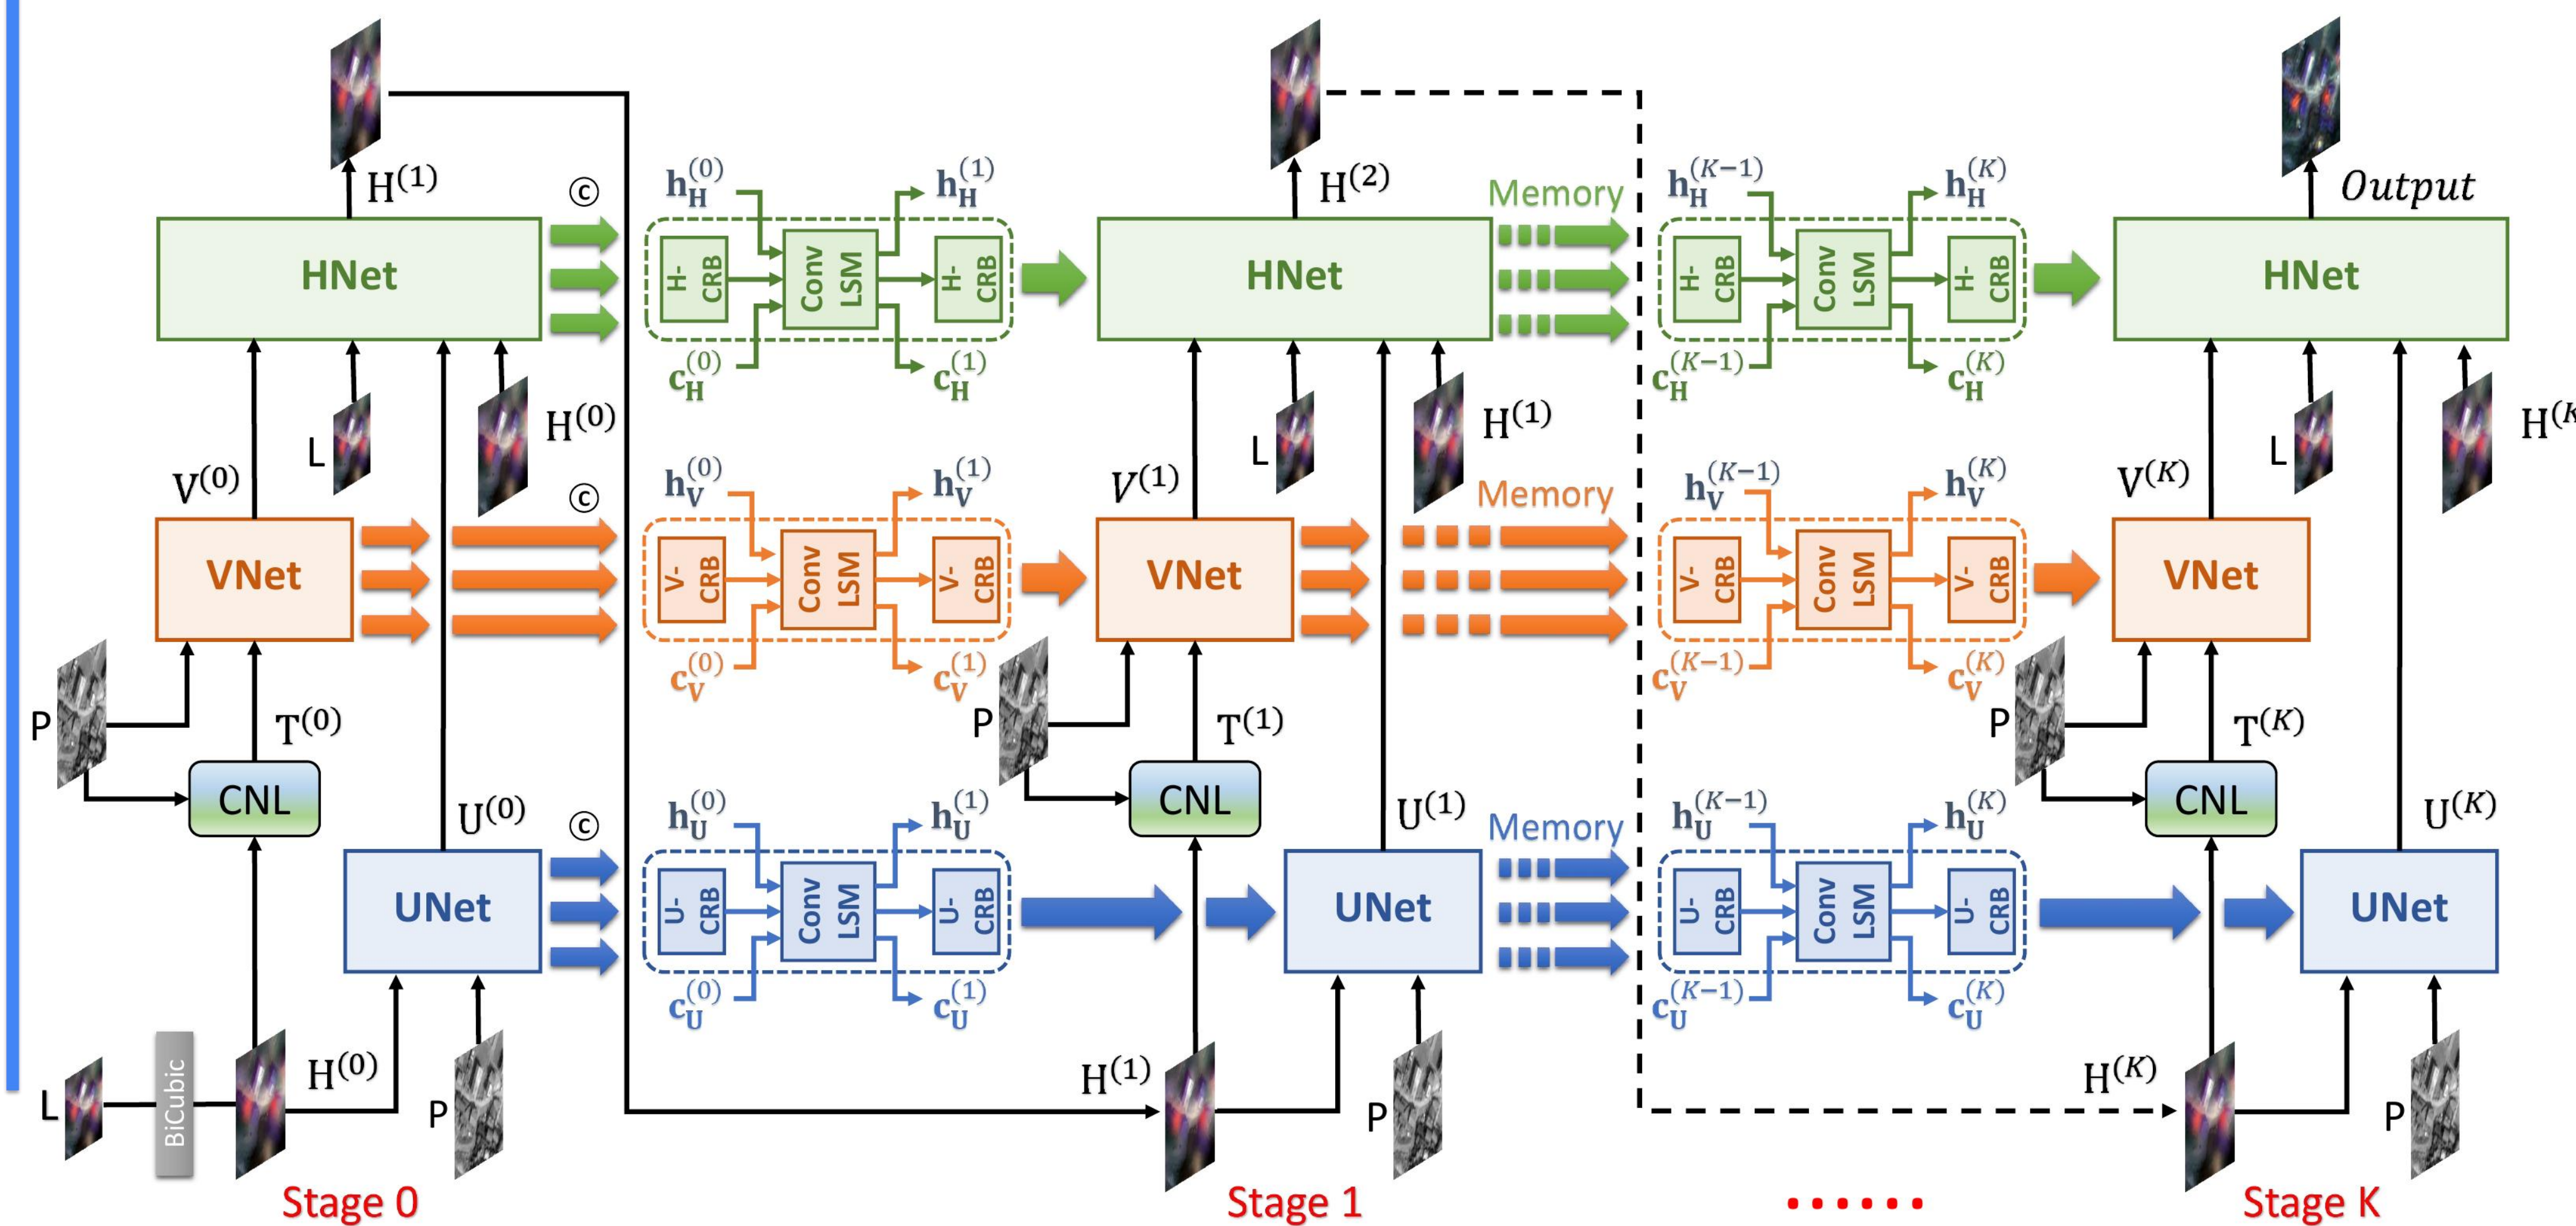 H^(1)
©
h_H^(0)
h_H^(1)
H^(2)
Memory
h_H^(K−1)
h_H^(K)
Output
HNet
H-CRB
Conv LSM
H-CRB
HNet
H-CRB
Conv LSM
H-CRB
HNet
c_H^(0)
c_H^(1)
c_H^(K−1)
c_H^(K)
L
H^(0)
L
H^(1)
L
H^(K
V^(0)
©
h_V^(0)
h_V^(1)
V^(1)
Memory
h_V^(K−1)
h_V^(K)
V^(K)
VNet
V-CRB
Conv LSM
V-CRB
VNet
V-CRB
Conv LSM
V-CRB
VNet
c_V^(0)
c_V^(1)
c_V^(K−1)
c_V^(K)
P
T^(0)
P
T^(1)
P
T^(K)
CNL
U^(0)
©
h_U^(0)
h_U^(1)
CNL
U^(1)
Memory
h_U^(K−1)
h_U^(K)
CNL
U^(K)
UNet
U-CRB
Conv LSM
U-CRB
UNet
U-CRB
Conv LSM
U-CRB
UNet
c_U^(0)
c_U^(1)
c_U^(K−1)
c_U^(K)
L
BiCubic
H^(0)
P
H^(1)
P
H^(K)
P
Stage 0
Stage 1
......
Stage K